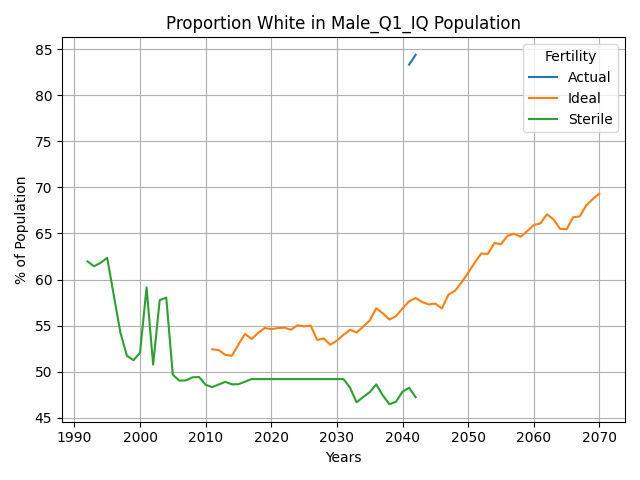 Proportion White in Male_Q1_IQ Population
% of Population
85
80
75
70
65
60
55
50
45
Fertility
Actual
Ideal
Sterile
1990 2000 2010 2020 2030 2040 2050 2060 2070
Years